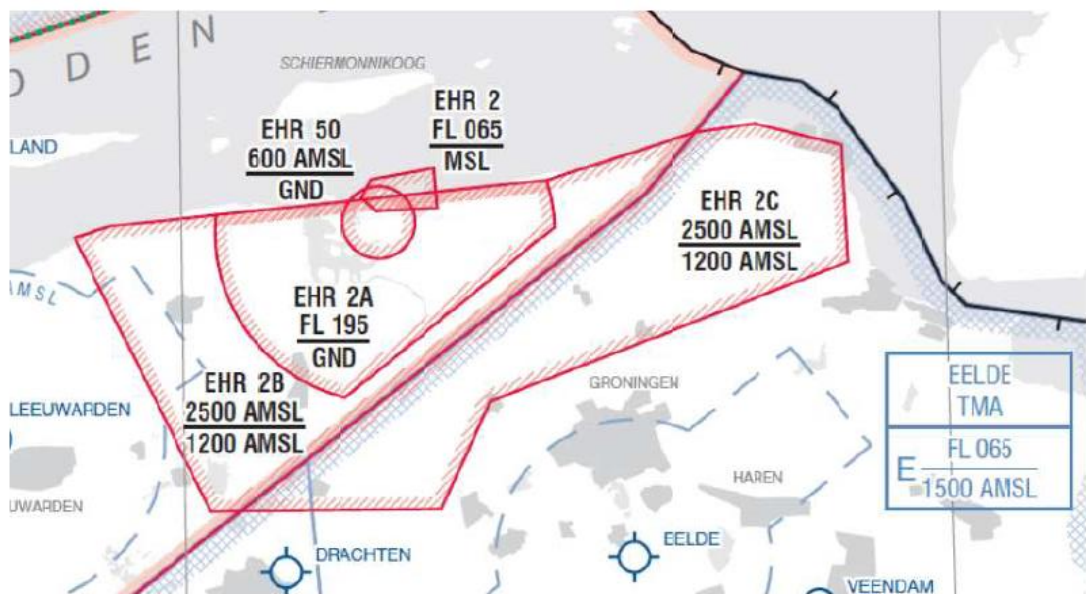 O D D E N
SCHIERMONNIKOOG
EHR 2
FL 065
MSL
EHR 50
600 AMSL
GND
LAND
EHR 2C
2500 AMSL
1200 AMSL
AMSL
EHR 2A
FL 195
GND
EHR 2B
2500 AMSL
1200 AMSL
LEEUWARDEN
GRONINGEN
EELDE
TMA
E
FL 065
1500 AMSL
HAREN
UWARDEN
EELDE
DRACHTEN
VEENDAM